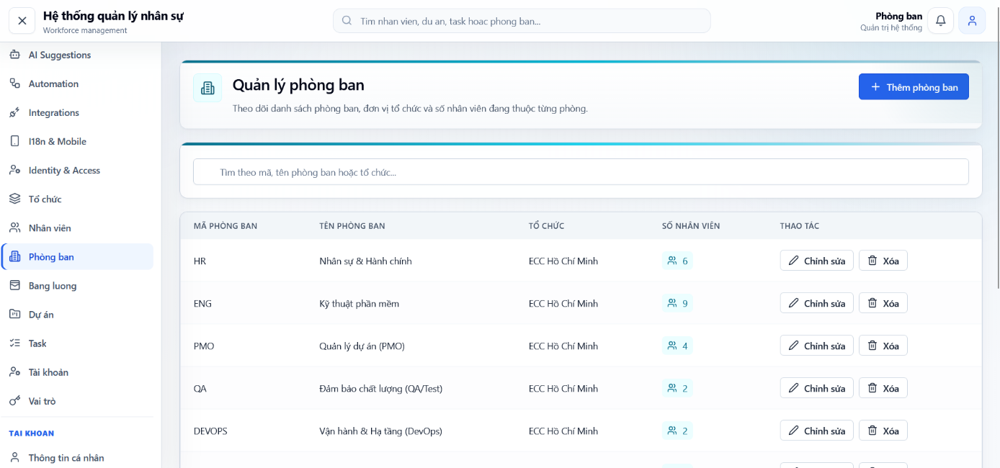 Hệ thống quản lý nhân sự
Workforce management
Tim nhan vien, du an, task hoac phong ban...
Phòng ban
Quản trị hệ thống
AI Suggestions
Automation
Integrations
I18n & Mobile
Identity & Access
Tổ chức
Nhân viên
Phòng ban
Bang luong
Dự án
Task
Tài khoản
Vai trò
TAI KHOAN
Thông tin cá nhân
Quản lý phòng ban
Theo dõi danh sách phòng ban, đơn vị tổ chức và số nhân viên đang thuộc từng phòng.
Thêm phòng ban
Tìm theo mã, tên phòng ban hoặc tổ chức...
MÃ PHÒNG BAN TÊN PHÒNG BAN TỔ CHỨC SỐ NHÂN VIÊN THAO TÁC
HR Nhân sự & Hành chính ECC Hồ Chí Minh 6 Chỉnh sửa Xóa
ENG Kỹ thuật phần mềm ECC Hồ Chí Minh 9 Chỉnh sửa Xóa
PMO Quản lý dự án (PMO) ECC Hồ Chí Minh 4 Chỉnh sửa Xóa
QA Đảm bảo chất lượng (QA/Test) ECC Hồ Chí Minh 2 Chỉnh sửa Xóa
DEVOPS Vận hành & Hạ tầng (DevOps) ECC Hồ Chí Minh 2 Chỉnh sửa Xóa